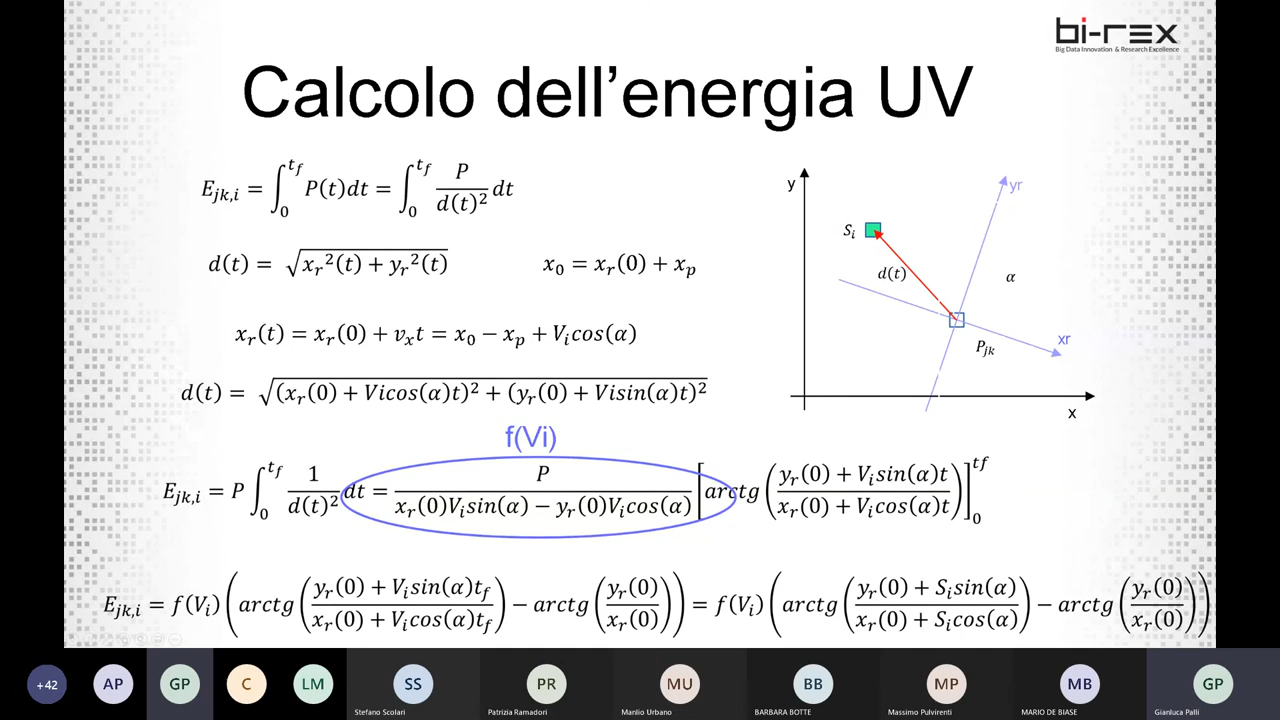 bi-rex
Big Data Innovation & Research Excellence
Calcolo dell'energia UV
E_{jk,i} = ∫_0^{t_f} P(t)dt = ∫_0^{t_f} P/d(t)^2 dt
d(t) = √(x_r^2(t) + y_r^2(t))
x_0 = x_r(0) + x_p
x_r(t) = x_r(0) + v_x t = x_0 − x_p + V_i cos(α)
d(t) = √((x_r(0) + Vicos(α)t)^2 + (y_r(0) + Visin(α)t)^2)
y
yr
S_i
d(t)
α
xr
P_{jk}
x
f(Vi)
E_{jk,i} = P ∫_0^{t_f} 1/d(t)^2 dt = P/(x_r(0)V_i sin(α) − y_r(0)V_i cos(α)) [arctg((y_r(0) + V_i sin(α)t)/(x_r(0) + V_i cos(α)t))]_0^{tf}
E_{jk,i} = f(V_i) (arctg((y_r(0) + V_i sin(α)t_f)/(x_r(0) + V_i cos(α)t_f)) − arctg(y_r(0)/x_r(0))) = f(V_i) (arctg((y_r(0) + S_i sin(α))/(x_r(0) + S_i cos(α))) − arctg(y_r(0)/x_r(0)))
+42
AP
GP
C
LM
SS
Stefano Scolari
PR
Patrizia Ramadori
MU
Manlio Urbano
BB
BARBARA BOTTE
MP
Massimo Pulvirenti
MB
MARIO DE BIASE
GP
Gianluca Palli